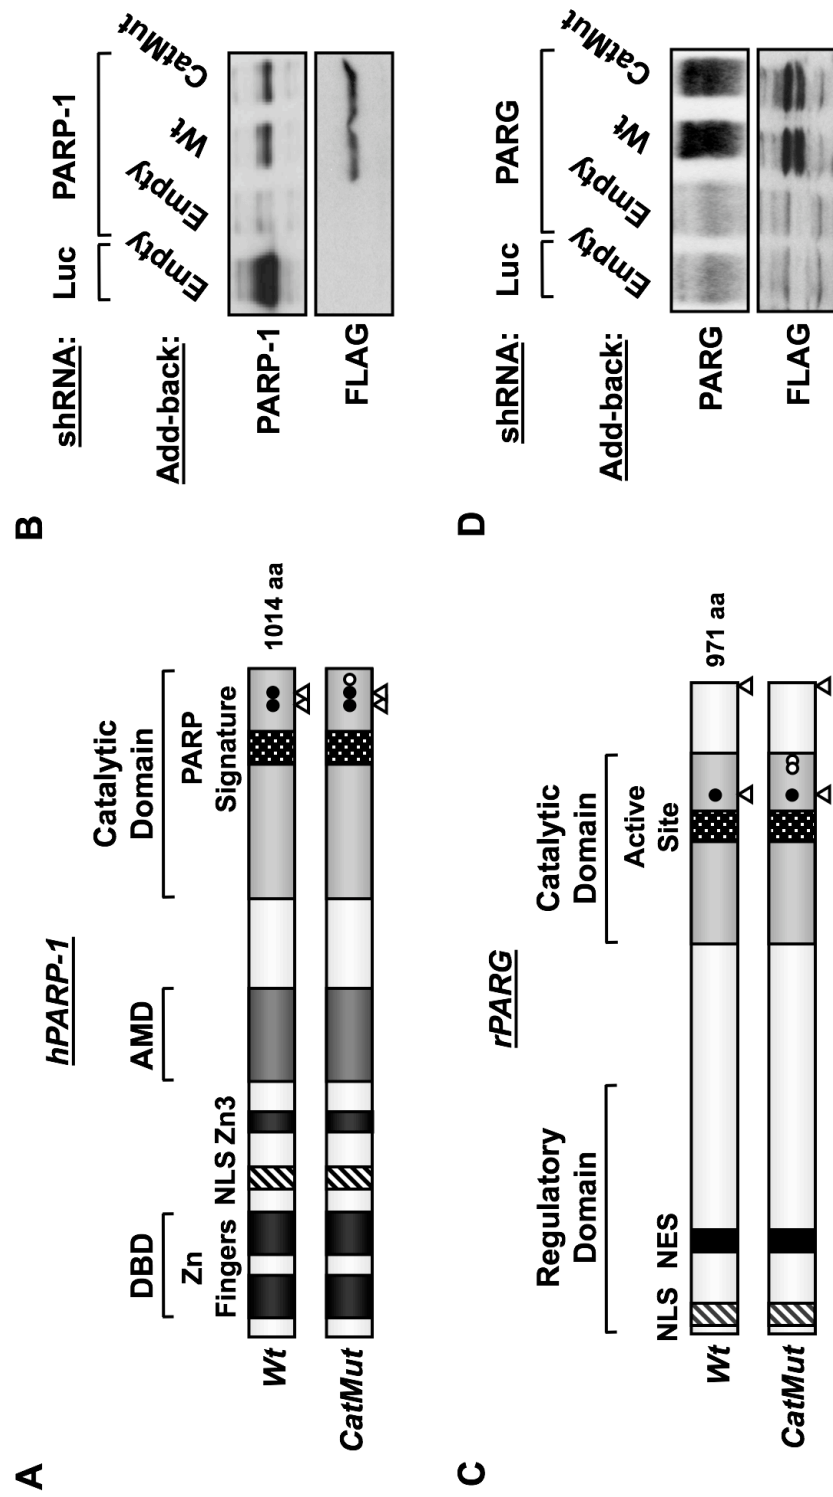 A
hPARP-1
DBD
AMD
Catalytic
Domain
Zn
Fingers
NLS Zn3
PARP
Signature
Wt
1014 aa
CatMut
B
shRNA:
Luc
PARP-1
Add-back:
Empty
Empty
Wt
CatMut
PARP-1
FLAG
C
rPARG
Regulatory
Domain
Catalytic
Domain
NLS NES
Active
Site
Wt
971 aa
CatMut
D
shRNA:
Luc
PARG
Add-back:
Empty
Empty
Wt
CatMut
PARG
FLAG